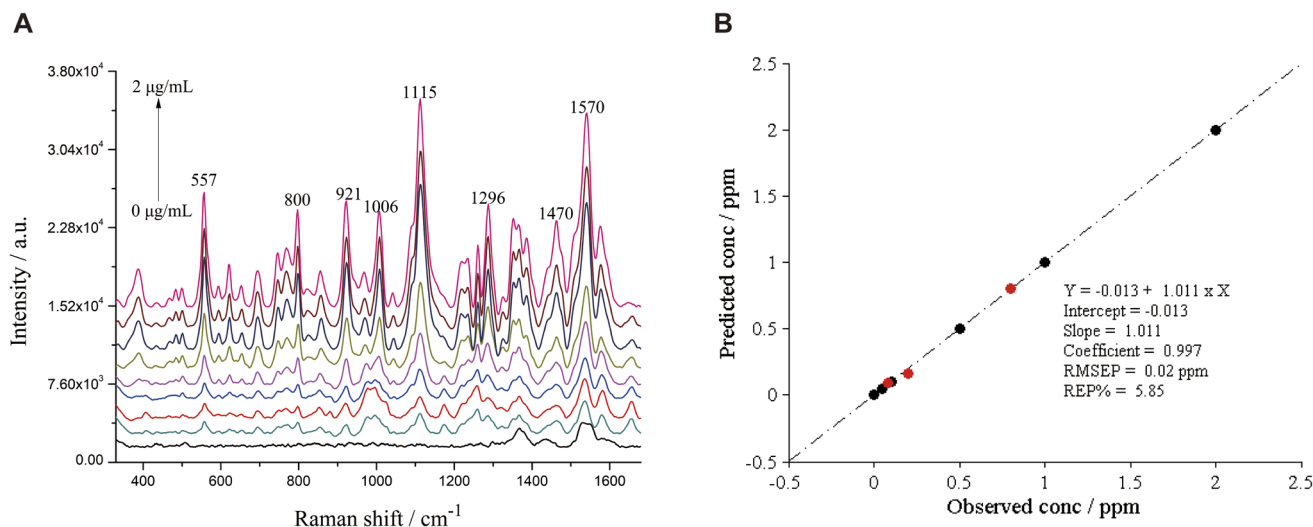 A
B
3.80x10⁴
3.04x10⁴
2.28x10⁴
1.52x10⁴
7.60x10³
0.00
Intensity / a.u.
2 μg/mL
0 μg/mL
557
800
921
1006
1115
1296
1470
1570
400
600
800
1000
1200
1400
1600
Raman shift / cm⁻¹
2.5
2
1.5
1
0.5
0
-0.5
Predicted conc / ppm
Y = -0.013 + 1.011 x X
Intercept = -0.013
Slope = 1.011
Coefficient = 0.997
RMSEP = 0.02 ppm
REP% = 5.85
-0.5
0
0.5
1
1.5
2
2.5
Observed conc / ppm